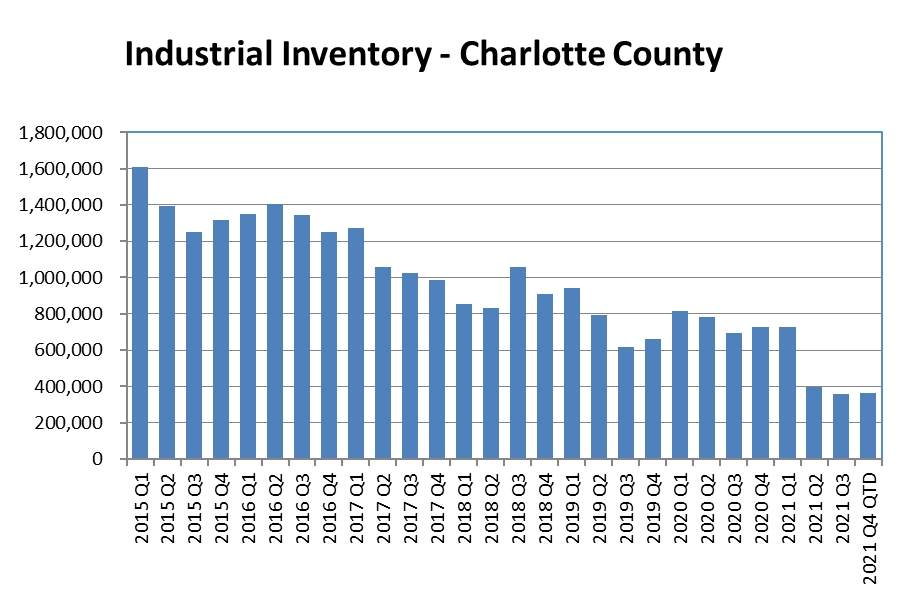 Industrial Inventory - Charlotte County
1,800,000
1,600,000
1,400,000
1,200,000
1,000,000
800,000
600,000
400,000
200,000
0
2015 Q1
2015 Q2
2015 Q3
2015 Q4
2016 Q1
2016 Q2
2016 Q3
2016 Q4
2017 Q1
2017 Q2
2017 Q3
2017 Q4
2018 Q1
2018 Q2
2018 Q3
2018 Q4
2019 Q1
2019 Q2
2019 Q3
2019 Q4
2020 Q1
2020 Q2
2020 Q3
2020 Q4
2021 Q1
2021 Q2
2021 Q3
2021 Q4 QTD